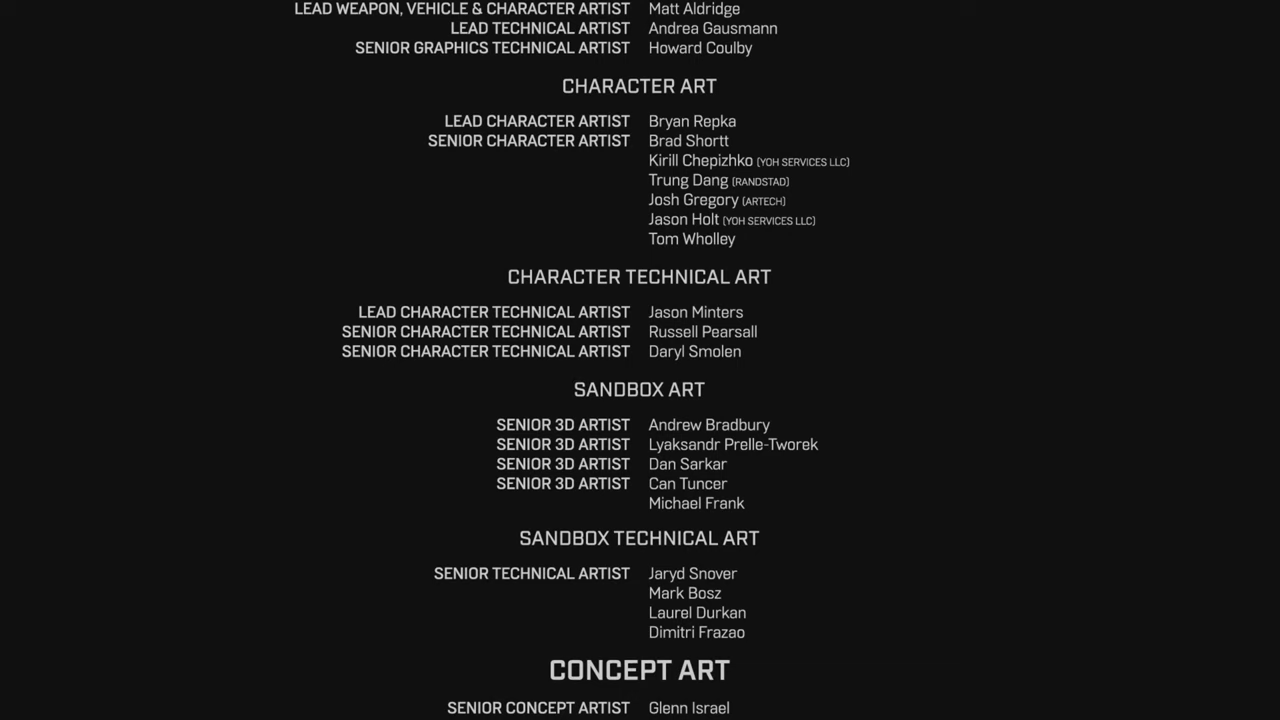 LEAD WEAPON, VEHICLE & CHARACTER ARTIST Matt Aldridge
LEAD TECHNICAL ARTIST Andrea Gausmann
SENIOR GRAPHICS TECHNICAL ARTIST Howard Coulby
CHARACTER ART
LEAD CHARACTER ARTIST Bryan Repka
SENIOR CHARACTER ARTIST Brad Shortt
Kirill Chepizhko (YOH SERVICES LLC)
Trung Dang (RANDSTAD)
Josh Gregory (ARTECH)
Jason Holt (YOH SERVICES LLC)
Tom Wholley
CHARACTER TECHNICAL ART
LEAD CHARACTER TECHNICAL ARTIST Jason Minters
SENIOR CHARACTER TECHNICAL ARTIST Russell Pearsall
SENIOR CHARACTER TECHNICAL ARTIST Daryl Smolen
SANDBOX ART
SENIOR 3D ARTIST Andrew Bradbury
SENIOR 3D ARTIST Lyaksandr Prelle-Tworek
SENIOR 3D ARTIST Dan Sarkar
SENIOR 3D ARTIST Can Tuncer
Michael Frank
SANDBOX TECHNICAL ART
SENIOR TECHNICAL ARTIST Jaryd Snover
Mark Bosz
Laurel Durkan
Dimitri Frazao
CONCEPT ART
SENIOR CONCEPT ARTIST Glenn Israel